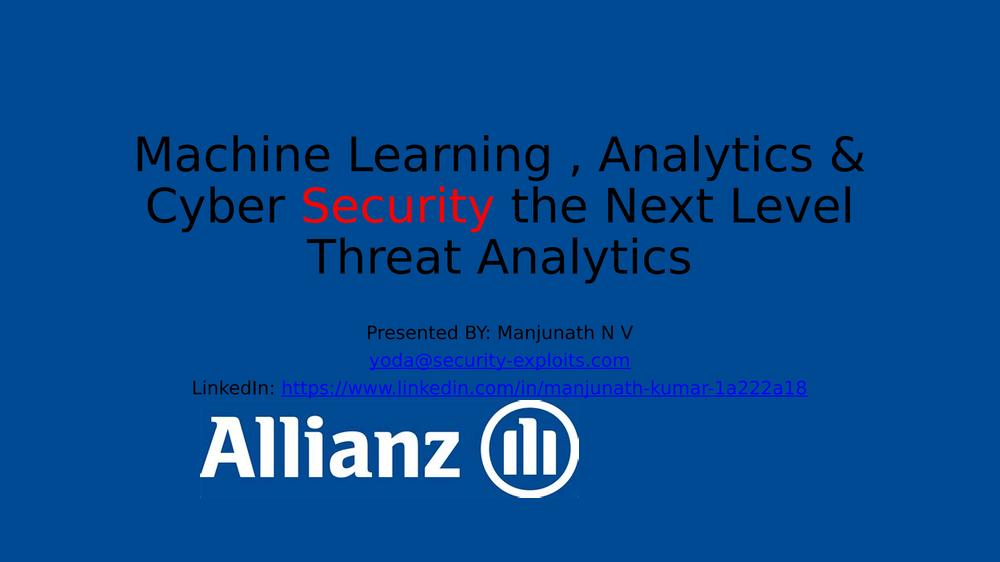 Machine Learning , Analytics &
Cyber Security the Next Level
Threat Analytics
Presented BY: Manjunath N V
yoda@security-exploits.com
LinkedIn: https://www.linkedin.com/in/manjunath-kumar-1a222a18
Allianz